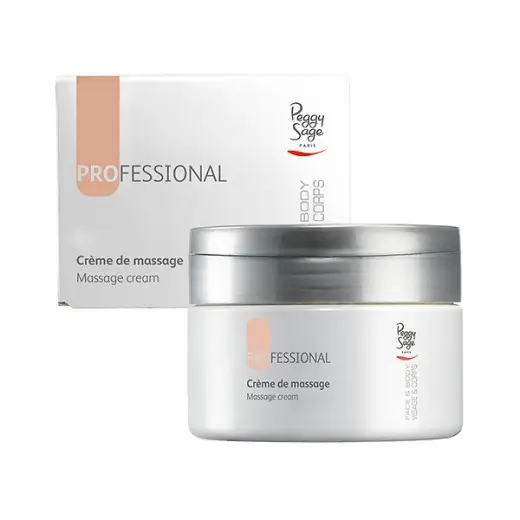 Peggy
Sage
PARIS
PROFESSIONAL
BODY
CORPS
Crème de massage
Massage cream
Peggy
Sage
PARIS
PROFESSIONAL
FACE & BODY
VISAGE & CORPS
Crème de massage
Massage cream